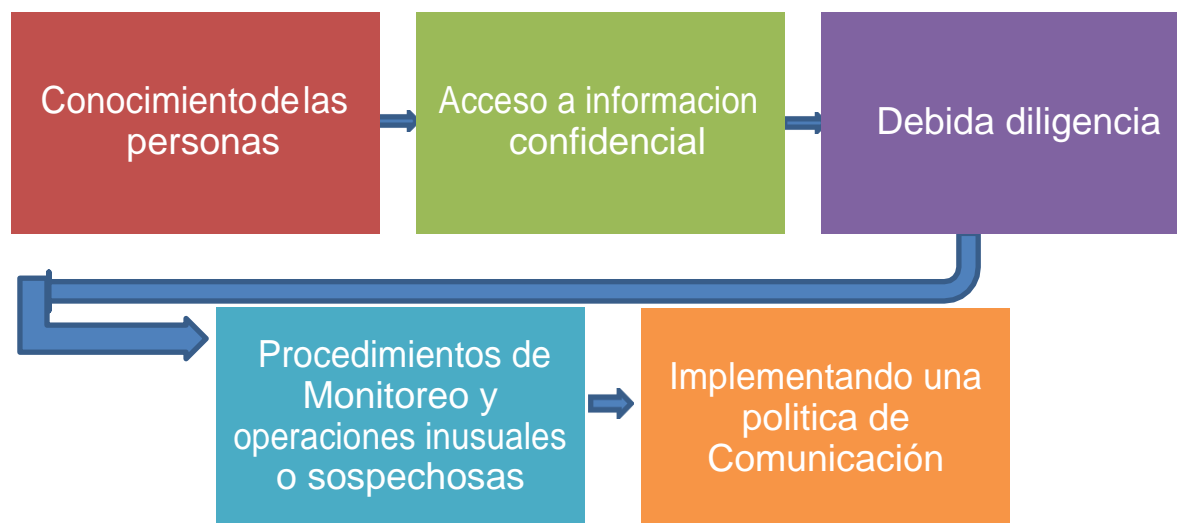 Conocimiento de las
personas
Acceso a informacion
confidencial
Debida diligencia
Procedimientos de
Monitoreo y
operaciones inusuales
o sospechosas
Implementando una
politica de
Comunicación